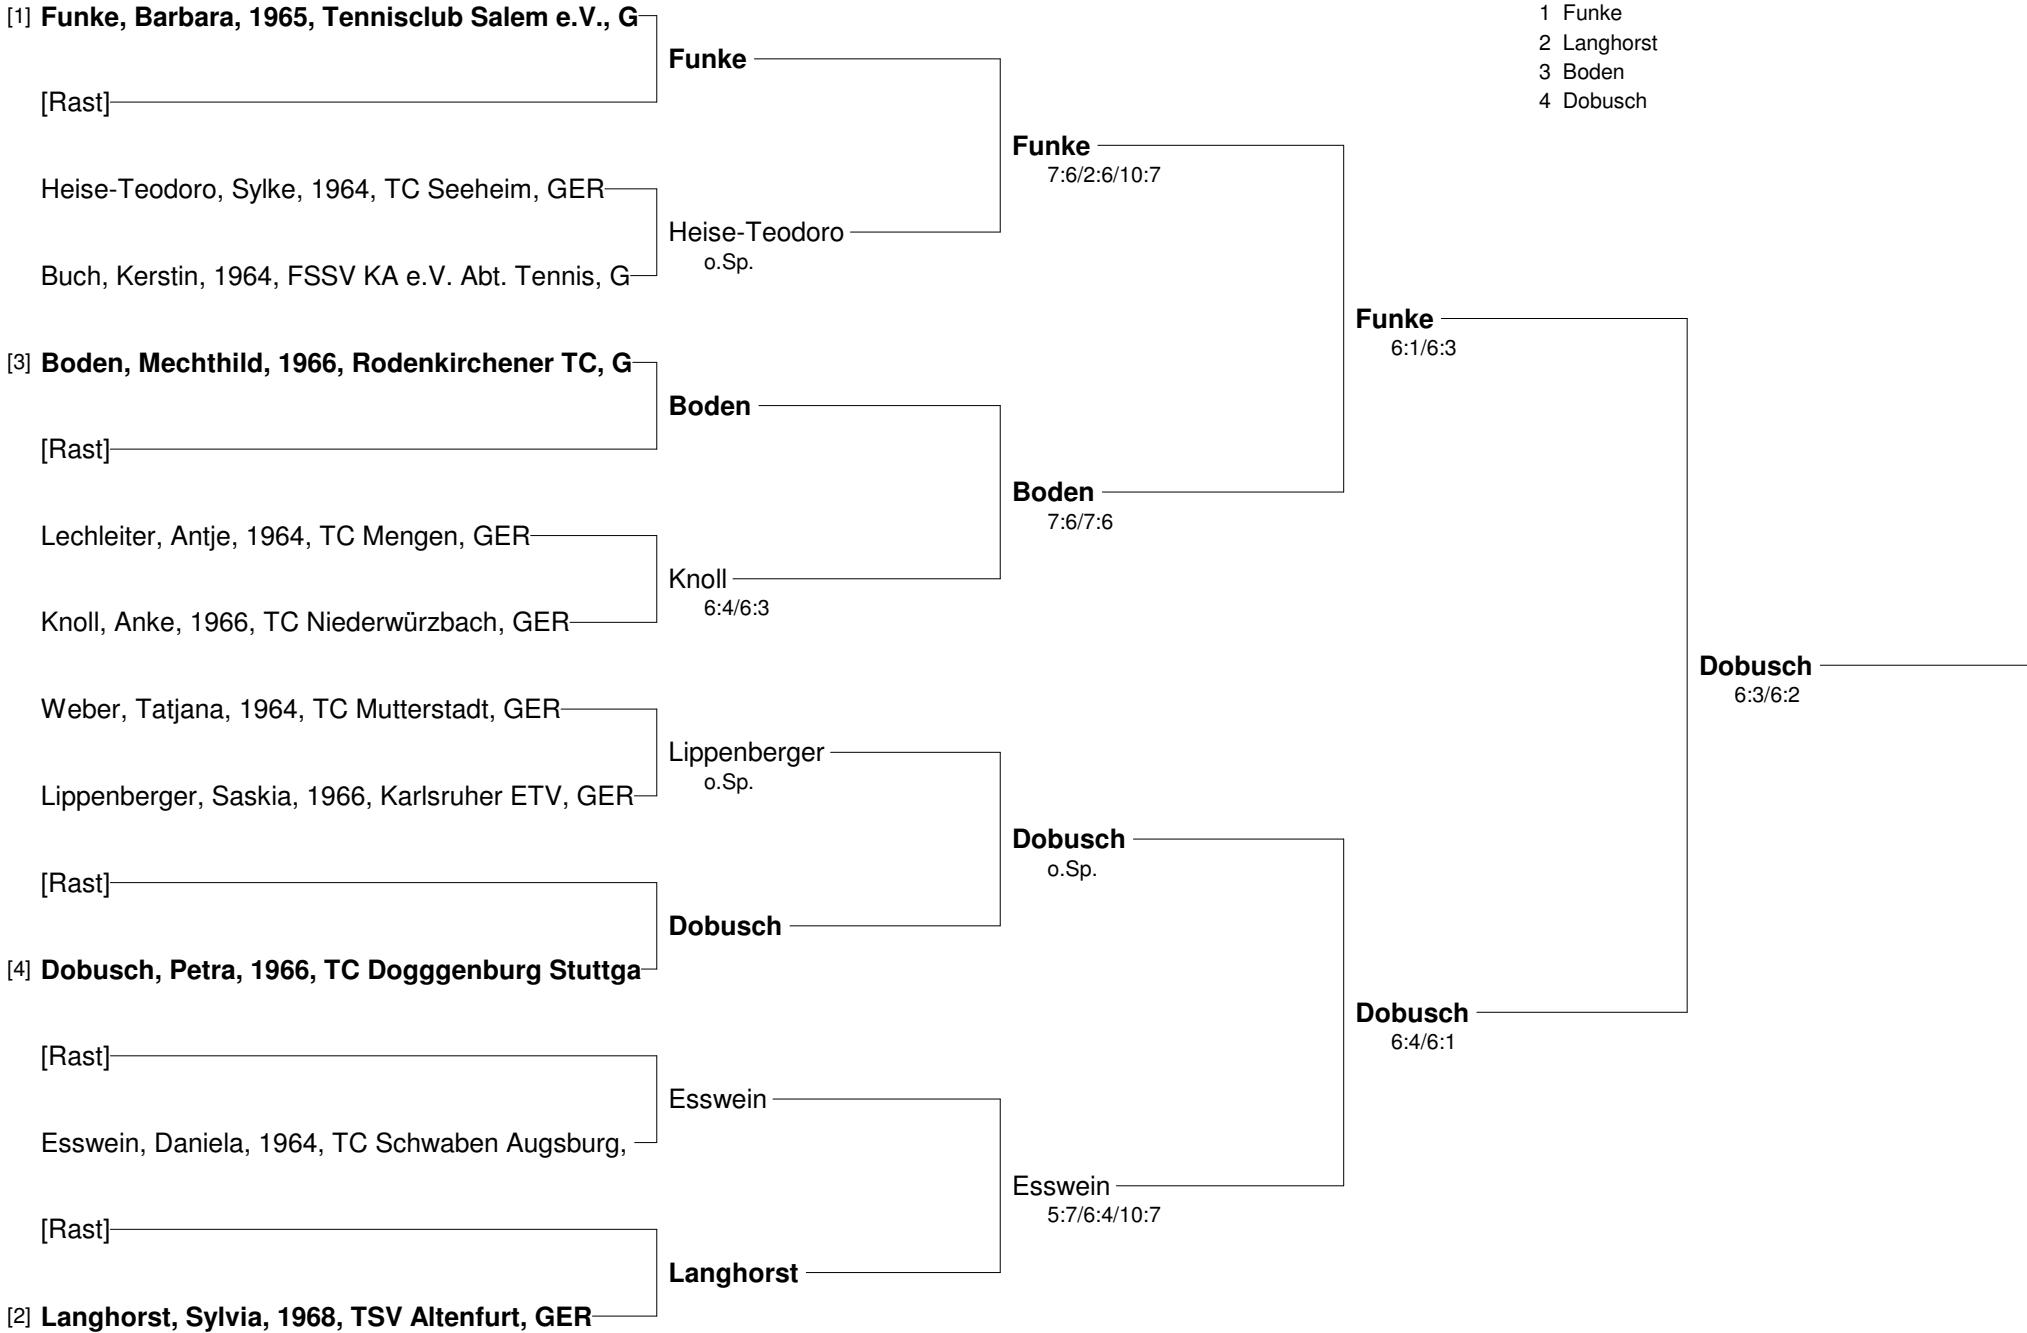 [1] Funke, Barbara, 1965, Tennisclub Salem e.V., G
[Rast]
Heise-Teodoro, Sylke, 1964, TC Seeheim, GER
Buch, Kerstin, 1964, FSSV KA e.V. Abt. Tennis, G
[3] Boden, Mechthild, 1966, Rodenkirchener TC, G
[Rast]
Lechleiter, Antje, 1964, TC Mengen, GER
Knoll, Anke, 1966, TC Niederwürzbach, GER
Weber, Tatjana, 1964, TC Mutterstadt, GER
Lippenberger, Saskia, 1966, Karlsruher ETV, GER
[Rast]
[4] Dobusch, Petra, 1966, TC Dogggenburg Stuttga
[Rast]
Esswein, Daniela, 1964, TC Schwaben Augsburg,
[Rast]
[2] Langhorst, Sylvia, 1968, TSV Altenfurt, GER
Funke
Heise-Teodoro
o.Sp.
Boden
Knoll
6:4/6:3
Lippenberger
o.Sp.
Dobusch
Esswein
Langhorst
Funke
7:6/2:6/10:7
Boden
7:6/7:6
Dobusch
o.Sp.
Esswein
5:7/6:4/10:7
Funke
6:1/6:3
Dobusch
6:4/6:1
Dobusch
6:3/6:2
1 Funke
2 Langhorst
3 Boden
4 Dobusch